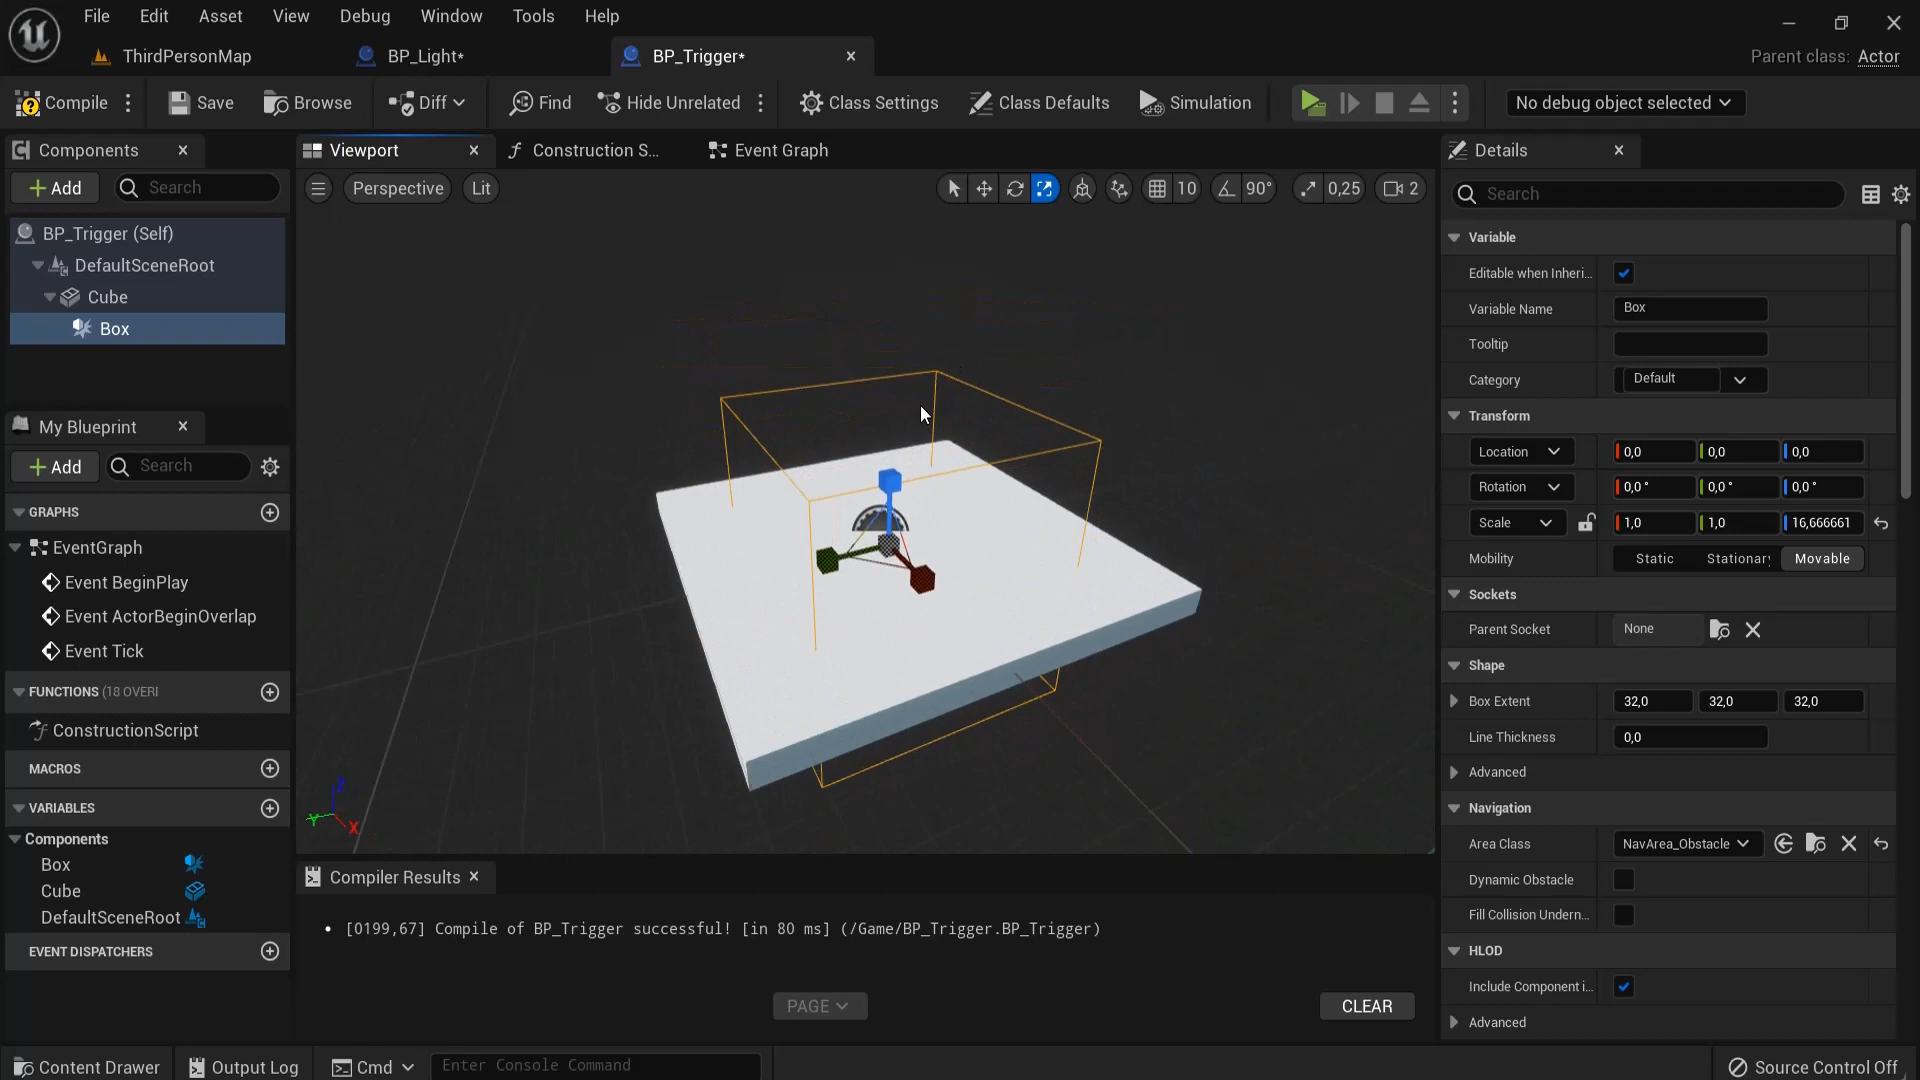 File Edit Asset View Debug Window Tools Help
ThirdPersonMap BP_Light* BP_Trigger* Parent class: Actor
Compile Save Browse Diff Find Hide Unrelated Class Settings Class Defaults Simulation No debug object selected
Components
Add Search
BP_Trigger (Self)
DefaultSceneRoot
Cube
Box
My Blueprint
Add Search
GRAPHS
EventGraph
Event BeginPlay
Event ActorBeginOverlap
Event Tick
FUNCTIONS (18 OVERI
ConstructionScript
MACROS
VARIABLES
Components
Box
Cube
DefaultSceneRoot
EVENT DISPATCHERS
Viewport Construction S... Event Graph
Perspective Lit 10 90° 0,25 2
Z
Y
X
Compiler Results
• [0199,67] Compile of BP_Trigger successful! [in 80 ms] (/Game/BP_Trigger.BP_Trigger)
PAGE CLEAR
Details
Search
Variable
Editable when Inheri...
Variable Name Box
Tooltip
Category Default
Transform
Location 0,0 0,0 0,0
Rotation 0,0 ° 0,0 ° 0,0 °
Scale 1,0 1,0 16,666661
Mobility Static Stationary Movable
Sockets
Parent Socket None
Shape
Box Extent 32,0 32,0 32,0
Line Thickness 0,0
Advanced
Navigation
Area Class NavArea_Obstacle
Dynamic Obstacle
Fill Collision Undern...
HLOD
Include Component i...
Advanced
Content Drawer Output Log Cmd Enter Console Command Source Control Off